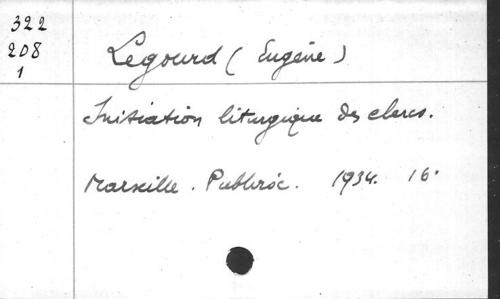 322
208
1
Legourd (Eugène)
Initiation liturgique des clercs.
Marseille. Publiroc. 1934. 16°